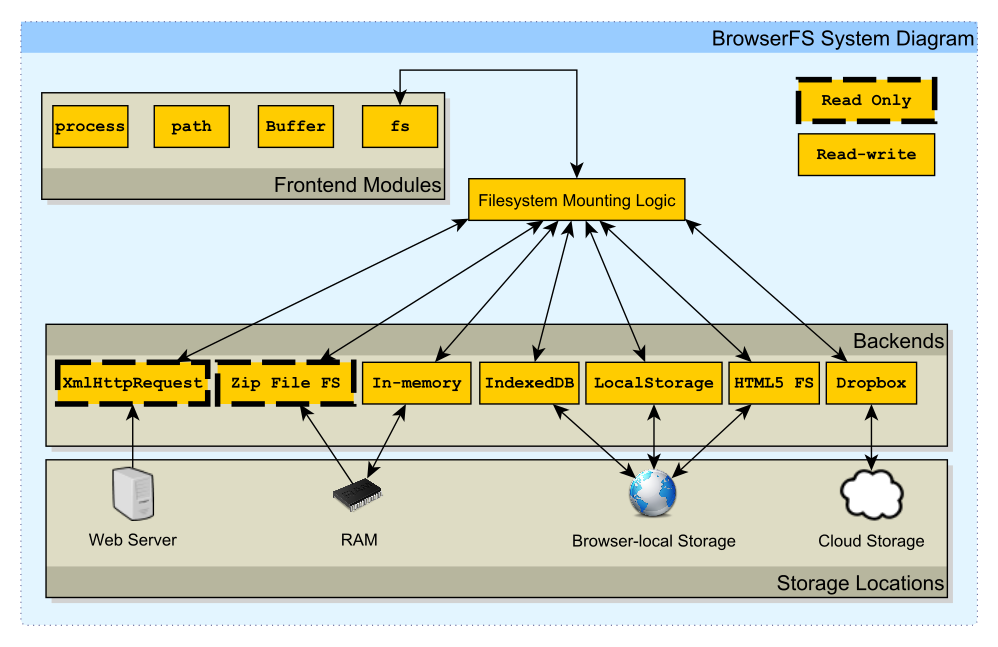 BrowserFS System Diagram
Read Only
Read-write
process
path
Buffer
fs
Frontend Modules
Filesystem Mounting Logic
Backends
XmlHttpRequest
Zip File FS
In-memory
IndexedDB
LocalStorage
HTML5 FS
Dropbox
Web Server
RAM
Browser-local Storage
Cloud Storage
Storage Locations